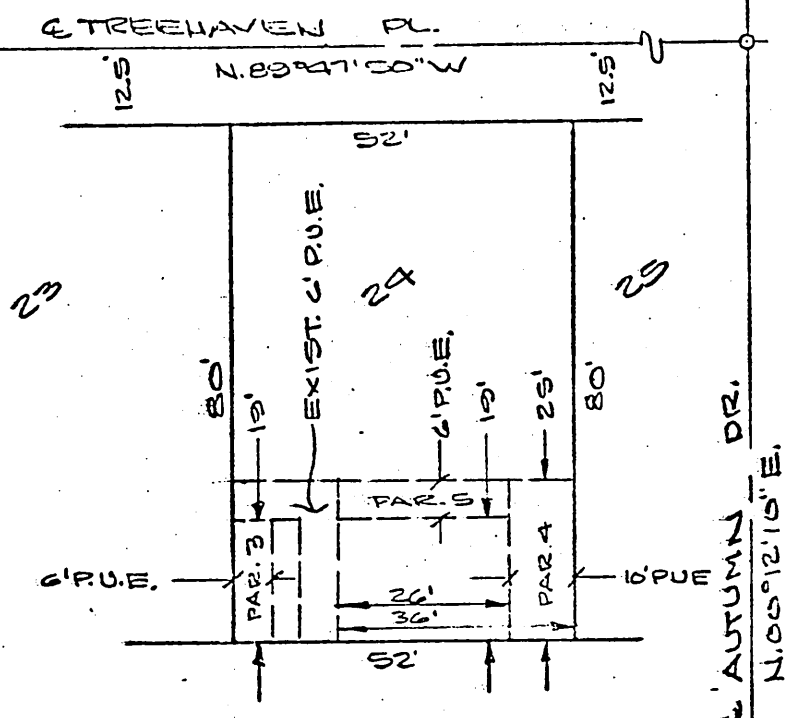 ℄ TREEHAVEN PL.
N.89°47'50"W
12.5'
12.5'
52'
EXIST. 6' P.U.E.
23
24
25
80'
19'
6' P.U.E.
19'
25'
80'
PAR. 5
PAR. 3
PAR. 4
6' P.U.E.
10' PUE
26'
36'
52'
℄ AUTUMN DR.
N.00°12'10"E.